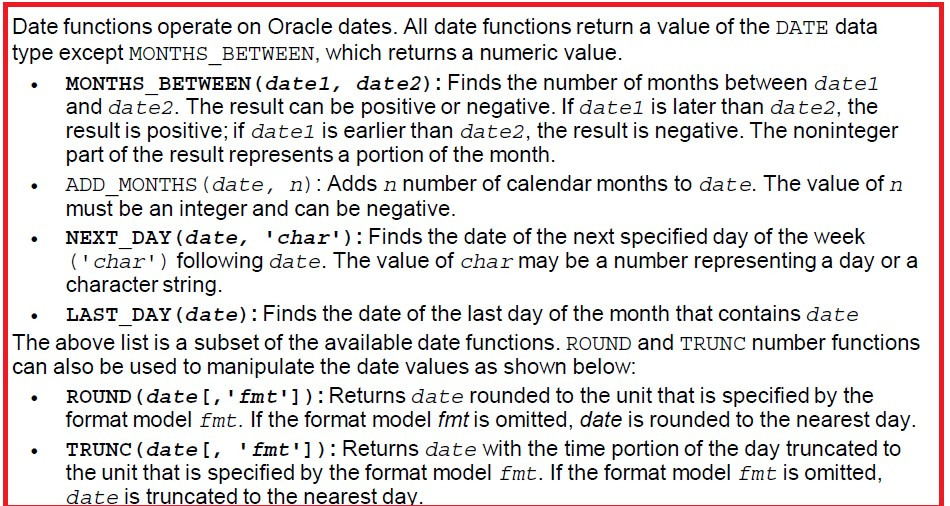 Date functions operate on Oracle dates. All date functions return a value of the DATE data
type except MONTHS_BETWEEN, which returns a numeric value.
• MONTHS_BETWEEN(date1, date2): Finds the number of months between date1
and date2. The result can be positive or negative. If date1 is later than date2, the
result is positive; if date1 is earlier than date2, the result is negative. The noninteger
part of the result represents a portion of the month.
• ADD_MONTHS(date, n): Adds n number of calendar months to date. The value of n
must be an integer and can be negative.
• NEXT_DAY(date, 'char'): Finds the date of the next specified day of the week
('char') following date. The value of char may be a number representing a day or a
character string.
• LAST_DAY(date): Finds the date of the last day of the month that contains date
The above list is a subset of the available date functions. ROUND and TRUNC number functions
can also be used to manipulate the date values as shown below:
• ROUND(date[,'fmt']): Returns date rounded to the unit that is specified by the
format model fmt. If the format model fmt is omitted, date is rounded to the nearest day.
• TRUNC(date[, 'fmt']): Returns date with the time portion of the day truncated to
the unit that is specified by the format model fmt. If the format model fmt is omitted,
date is truncated to the nearest day.